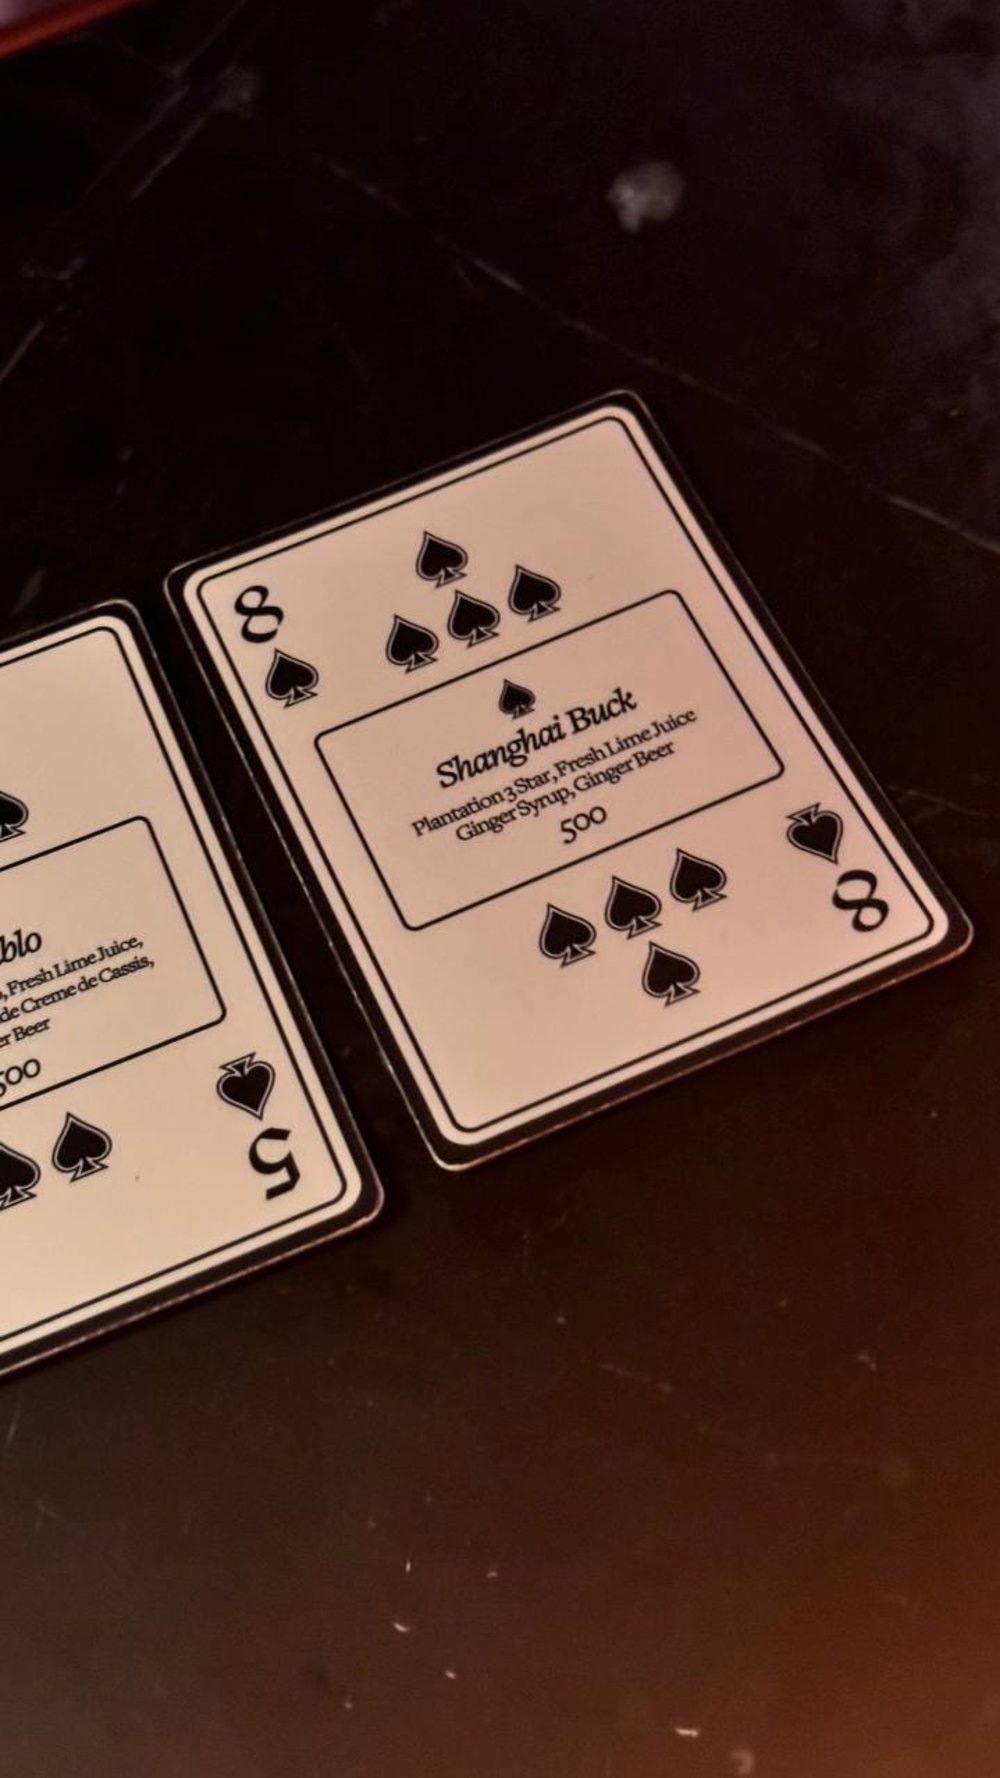 8
Shanghai Buck
Plantation 3 Star, Fresh Lime Juice
Ginger Syrup, Ginger Beer
500
8
blo
, Fresh Lime Juice,
de Creme de Cassis,
er Beer
500
5